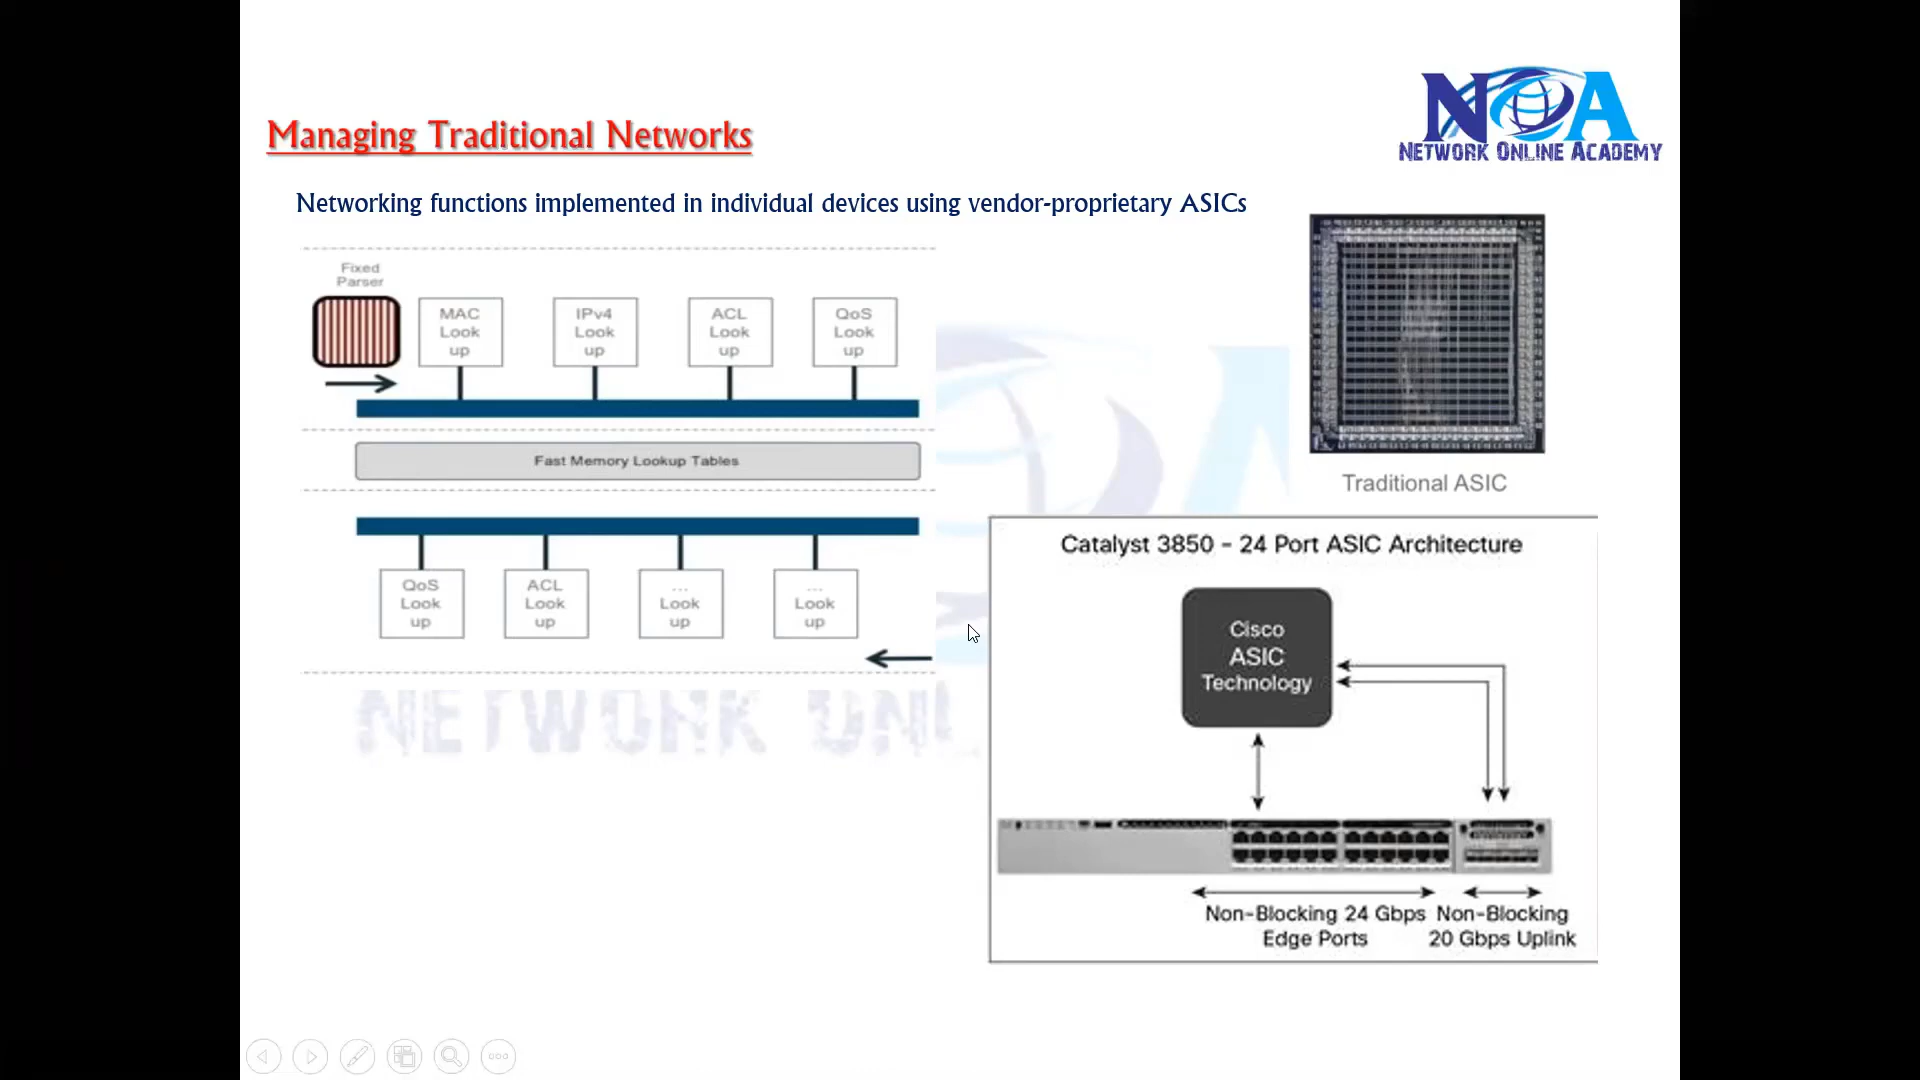 NOA
NETWORK ONLINE ACADEMY
Managing Traditional Networks
Networking functions implemented in individual devices using vendor-proprietary ASICs
Fixed
Parser
MAC
Look
up
IPv4
Look
up
ACL
Look
up
QoS
Look
up
Fast Memory Lookup Tables
QoS
Look
up
ACL
Look
up
...
Look
up
...
Look
up
Traditional ASIC
Catalyst 3850 - 24 Port ASIC Architecture
Cisco
ASIC
Technology
Non-Blocking 24 Gbps
Edge Ports
Non-Blocking
20 Gbps Uplink
NETWORK ONL